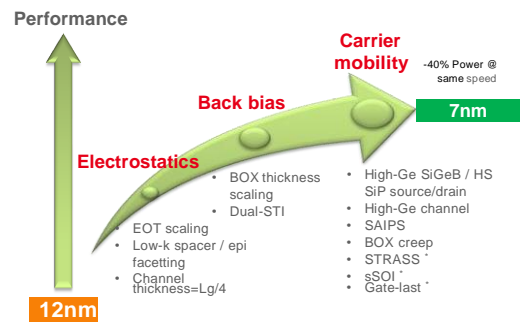 Performance
Carrier
mobility
-40% Power @
same speed
7nm
Back bias
Electrostatics
• BOX thickness
scaling
• Dual-STI
• EOT scaling
• Low-k spacer / epi
facetting
• Channel
thickness=Lg/4
• High-Ge SiGeB / HS
SiP source/drain
• High-Ge channel
• SAIPS
• BOX creep
• STRASS *
• sSOI *
• Gate-last *
12nm